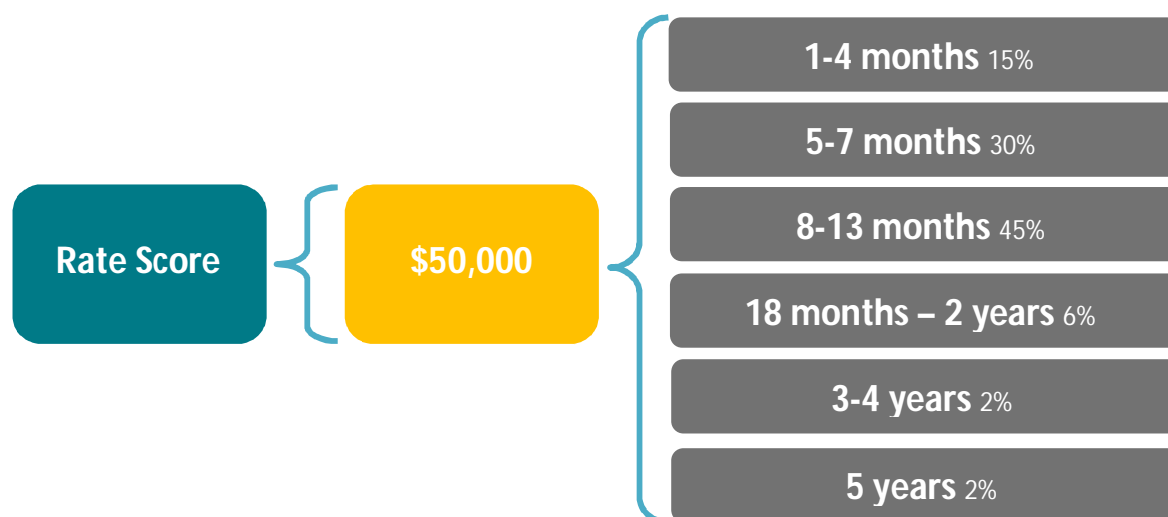 Rate Score
$50,000
1-4 months 15%
5-7 months 30%
8-13 months 45%
18 months – 2 years 6%
3-4 years 2%
5 years 2%